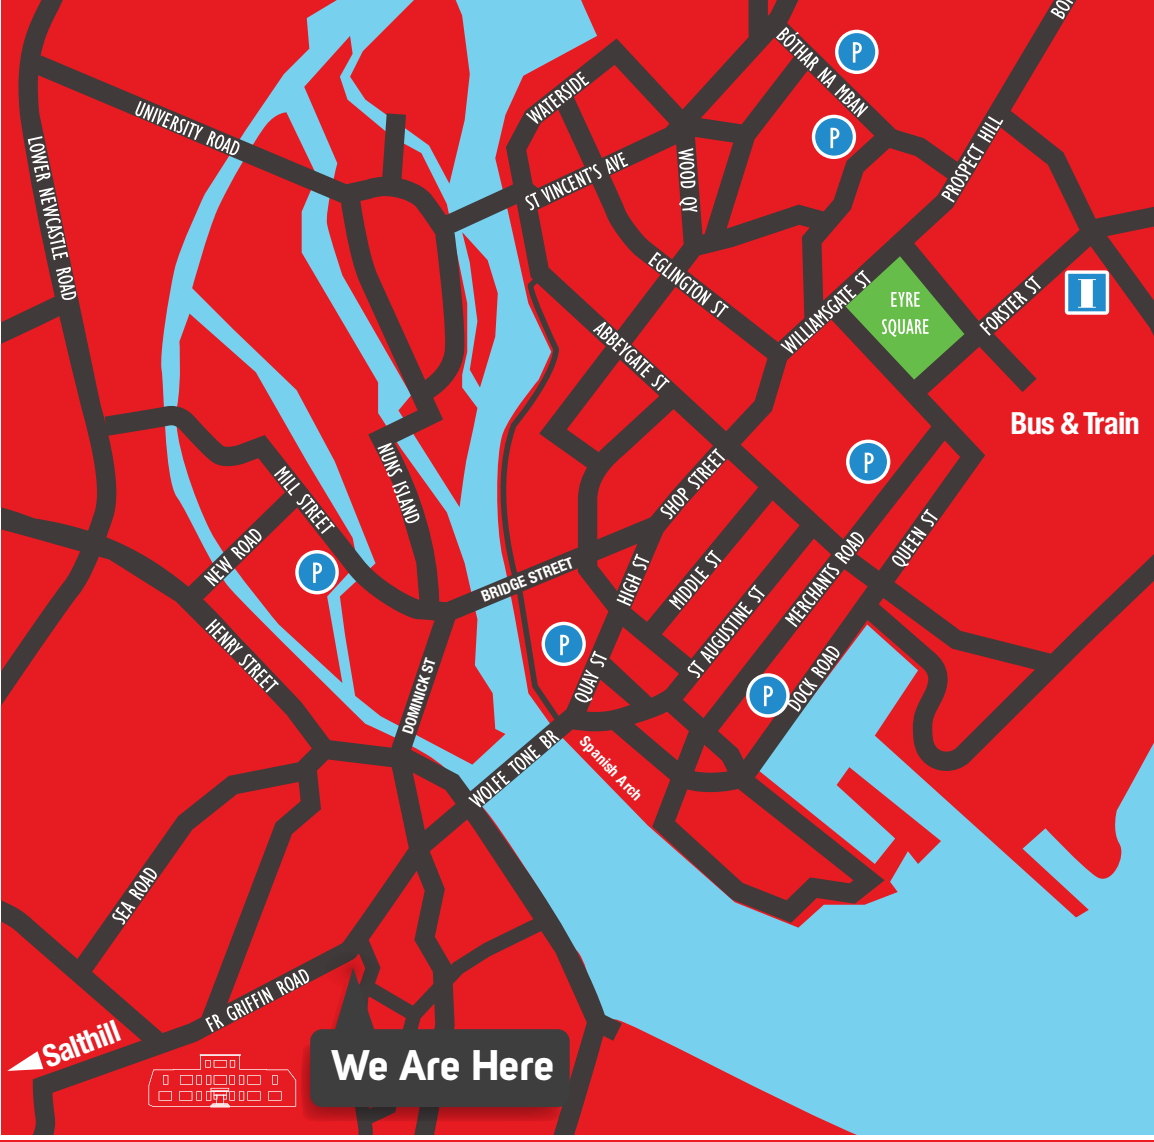 BÓTHAR NA MBAN
P
P
WATERSIDE
UNIVERSITY ROAD
PROSPECT HILL
LOWER NEWCASTLE ROAD
ST VINCENT'S AVE
WOOD QY
EGLINGTON ST
WILLIAMSGATE ST
EYRE
SQUARE
FORSTER ST
ABBEYGATE ST
Bus & Train
P
NUNS ISLAND
MILL STREET
SHOP STREET
NEW ROAD
P
BRIDGE STREET
HIGH ST
MIDDLE ST
MERCHANTS ROAD
QUEEN ST
ST AUGUSTINE ST
HENRY STREET
P
QUAY ST
DOMINICK ST
P
DOCK ROAD
WOLFE TONE BR
Spanish Arch
SEA ROAD
FR GRIFFIN ROAD
Salthill
We Are Here